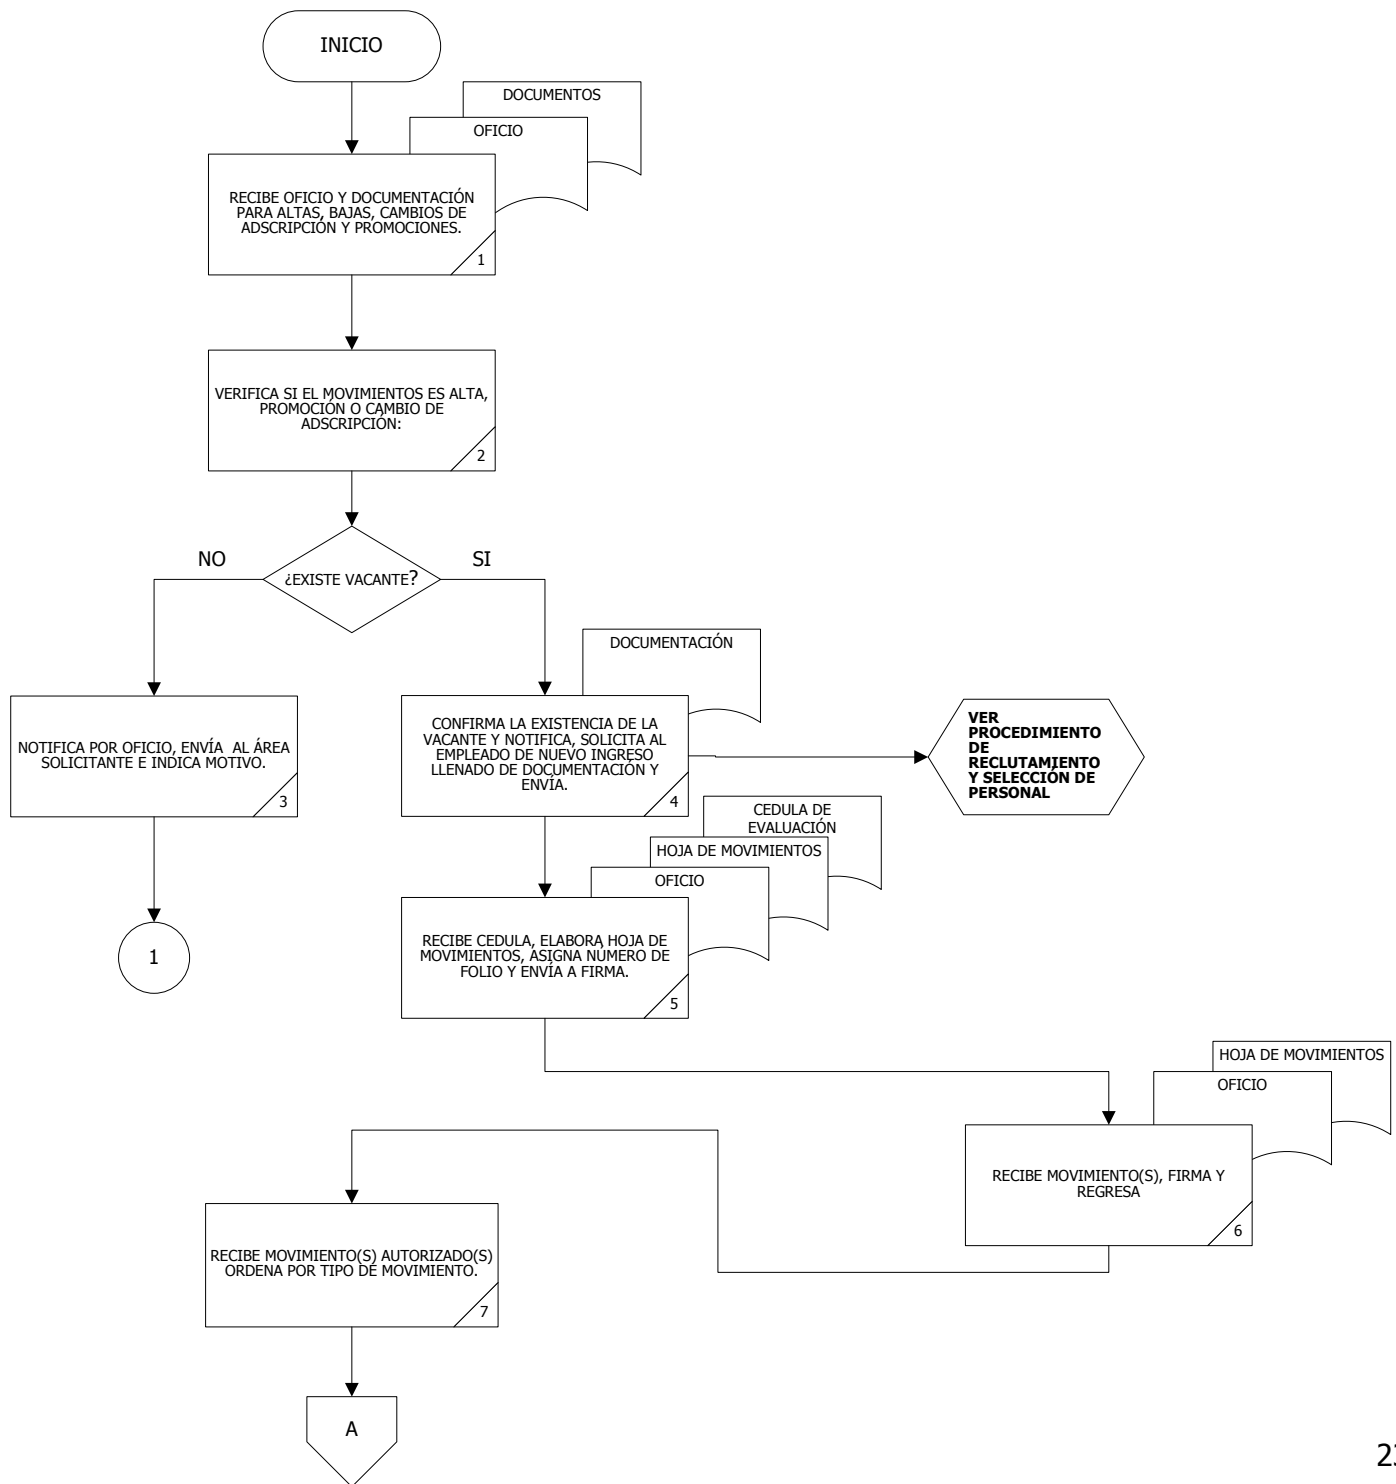 INICIO
DOCUMENTOS
OFICIO
RECIBE OFICIO Y DOCUMENTACIÓN
PARA ALTAS, BAJAS, CAMBIOS DE
ADSCRIPCIÓN Y PROMOCIONES.
1
VERIFICA SI EL MOVIMIENTOS ES ALTA,
PROMOCIÓN O CAMBIO DE
ADSCRIPCIÓN:
2
NO
SI
¿EXISTE VACANTE?
DOCUMENTACIÓN
NOTIFICA POR OFICIO, ENVÍA AL ÁREA
SOLICITANTE E INDICA MOTIVO.
3
CONFIRMA LA EXISTENCIA DE LA
VACANTE Y NOTIFICA, SOLICITA AL
EMPLEADO DE NUEVO INGRESO
LLENADO DE DOCUMENTACIÓN Y
ENVÍA.
4
VER
PROCEDIMIENTO
DE
RECLUTAMIENTO
Y SELECCIÓN DE
PERSONAL
CEDULA DE
EVALUACIÓN
HOJA DE MOVIMIENTOS
OFICIO
1
RECIBE CEDULA, ELABORA HOJA DE
MOVIMIENTOS, ASIGNA NÚMERO DE
FOLIO Y ENVÍA A FIRMA.
5
HOJA DE MOVIMIENTOS
OFICIO
RECIBE MOVIMIENTO(S), FIRMA Y
REGRESA
6
RECIBE MOVIMIENTO(S) AUTORIZADO(S)
ORDENA POR TIPO DE MOVIMIENTO.
7
A